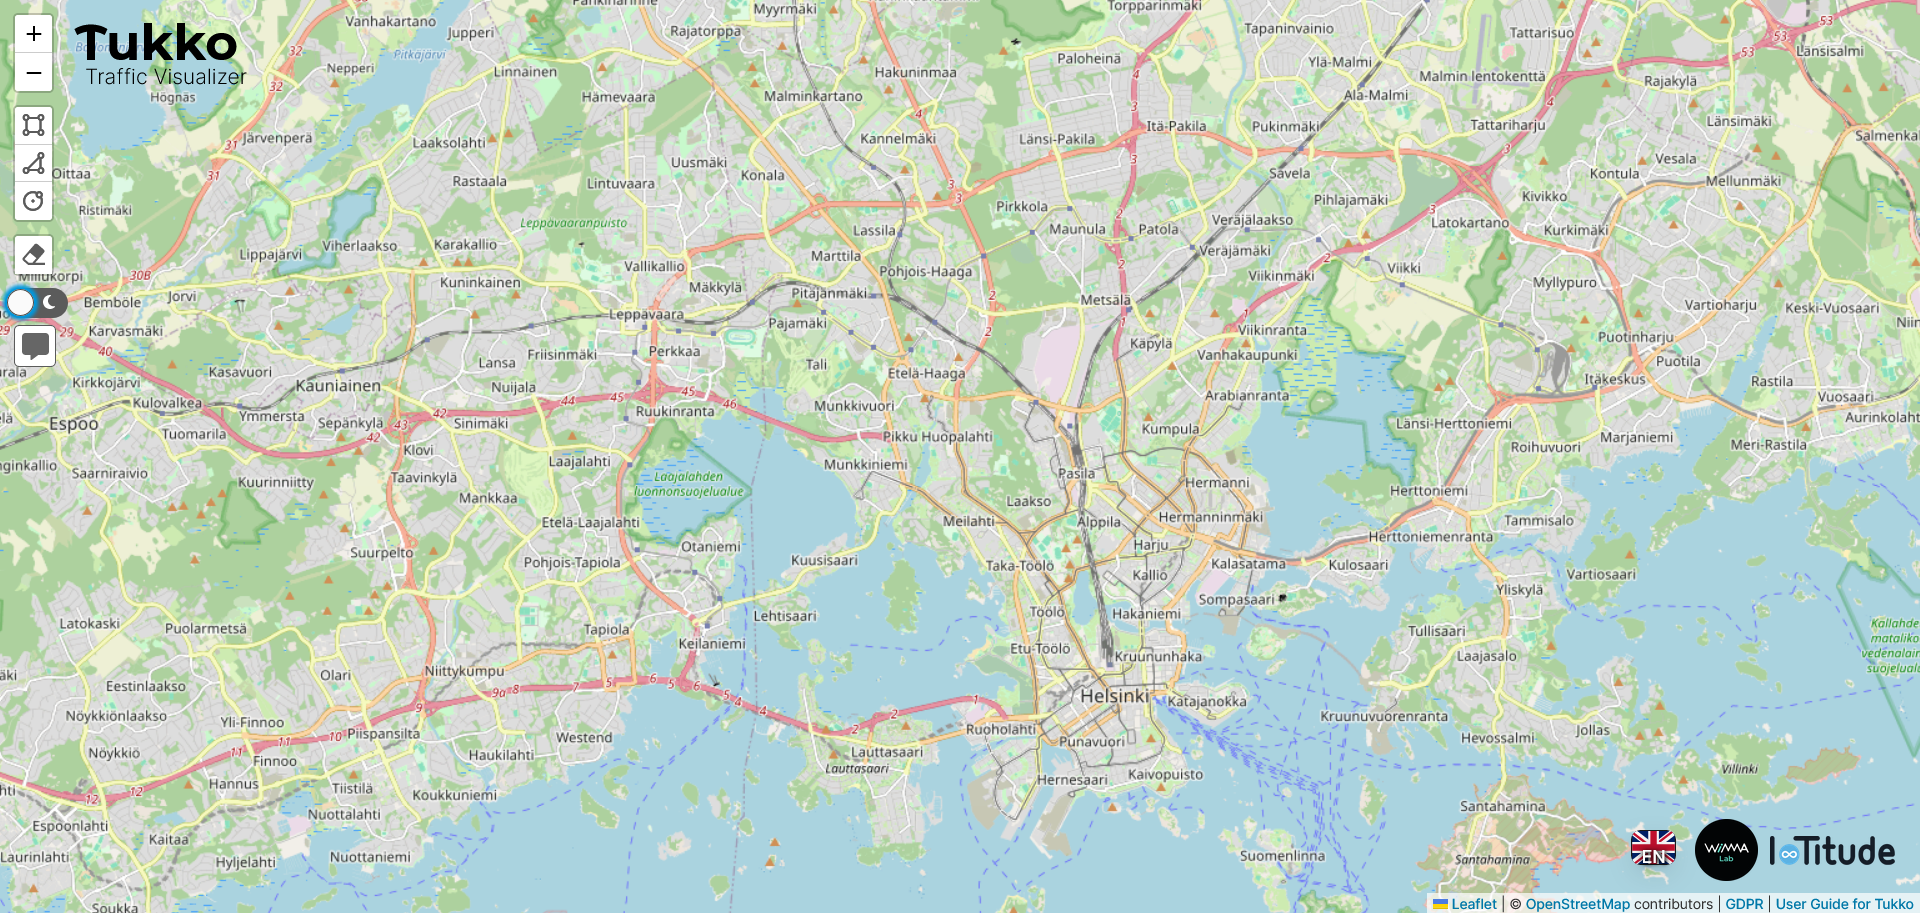 Tukko
Traffic Visualizer
Vanhakartano
Jupperi
Pitkäjärvi
Nepperi
Högnäs
Linnainen
Rajatorppa
Myyrmäki
Hakuninmaa
Hämevaara
Malminkartano
Torpparinmäki
Paloheinä
Tapaninvainio
Ylä-Malmi
Tattarisuo
Malmin lentokenttä
Ala-Malmi
Rajakylä
Länsisalmi
Järvenperä
Laaksolahti
Kannelmäki
Länsi-Pakila
Itä-Pakila
Pukinmäki
Tattariharju
Länsimäki
Oittaa
Rastaala
Uusmäki
Lintuvaara
Konala
Savela
Kontula
Vesala
Mellunmäki
Ristimäki
Leppävaaranpuisto
Pirkkola
Pihlajamäki
Kivikko
Latokartano
Kurkimäki
Lippajärvi
Viherlaakso
Karakallio
Lassila
Maunula
Patola
Veräjälaakso
Veräjämäki
Vallikallio
Marttila
Pohjois-Haaga
Viikinmäki
Viikki
Myllypuro
Bemböle
Jorvi
Kuninkainen
Mäkkylä
Pitäjänmäki
Metsälä
Vartioharju
Keski-Vuosaari
Karvasmäki
Leppävaara
Pajamäki
Viikinranta
Käpylä
Puotinharju
Kirkkojärvi
Kasavuori
Kauniainen
Lansa
Friisinmäki
Perkkaa
Tali
Etelä-Haaga
Vanhakaupunki
Puotila
Itäkeskus
Rastila
Kulovalkea
Nuijala
Munkkivuori
Arabianranta
Vuosaari
Espoo
Ymmersta
Sepänkylä
Sinimäki
Ruukinranta
Länsi-Herttoniemi
Tuomarila
Pikku Huopalahti
Kumpula
Marjaniemi
Roihuvuori
Meri-Rastila
Klovi
Laajalahti
Munkkiniemi
Pasila
Saarniraivio
Kuurinniitty
Taavinkylä
Mankkaa
Laajalahden
luonnonsuojelualue
Hermanni
Herttoniemi
Laakso
Meilahti
Alppila
Hermanninmäki
Tammisalo
Etelä-Laajalahti
Otaniemi
Harju
Herttoniemenranta
Suurpelto
Pohjois-Tapiola
Kuusisaari
Taka-Töölö
Kallio
Kalasatama
Kulosaari
Vartiosaari
Yliskylä
Latokaski
Puolarmetsä
Tapiola
Lehtisaari
Töölö
Hakaniemi
Sompasaari
Keilaniemi
Etu-Töölö
Kruununhaka
Tullisaari
Laajasalo
Niittykumpu
Olari
Eestinlaakso
Helsinki
Katajanokka
Nöykkiönlaakso
Yli-Finnoo
Piispansilta
Westend
Ruoholahti
Punavuori
Kruunuvuorenranta
Jollas
Hevossalmi
Nöykkiö
Finnoo
Haukilahti
Lauttasaari
Lauttasaari
Hernesaari
Kaivopuisto
Villinki
Hannus
Tiistilä
Koukkuniemi
Nuottalahti
Santahamina
Espoonlahti
Kaitaa
Laurinlahti
Hyljelahti
Nuottaniemi
Suomenlinna
Santahamina
Soukka
EN
WIMMA
Lab
IoTitude
Leaflet | © OpenStreetMap contributors | GDPR | User Guide for Tukko